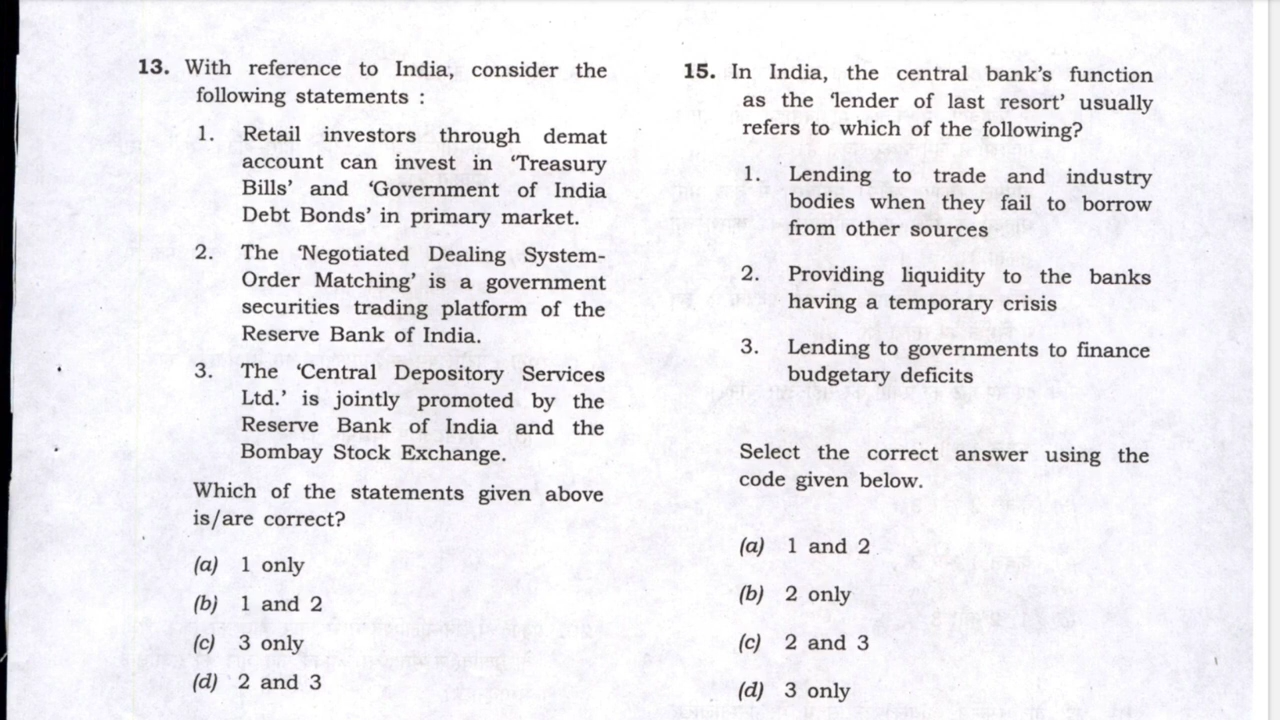 13. With reference to India, consider the
following statements :
1. Retail investors through demat
account can invest in 'Treasury
Bills' and 'Government of India
Debt Bonds' in primary market.
2. The 'Negotiated Dealing System-
Order Matching' is a government
securities trading platform of the
Reserve Bank of India.
3. The 'Central Depository Services
Ltd.' is jointly promoted by the
Reserve Bank of India and the
Bombay Stock Exchange.
Which of the statements given above
is/are correct?
(a) 1 only
(b) 1 and 2
(c) 3 only
(d) 2 and 3
15. In India, the central bank's function
as the 'lender of last resort' usually
refers to which of the following?
1. Lending to trade and industry
bodies when they fail to borrow
from other sources
2. Providing liquidity to the banks
having a temporary crisis
3. Lending to governments to finance
budgetary deficits
Select the correct answer using the
code given below.
(a) 1 and 2
(b) 2 only
(c) 2 and 3
(d) 3 only